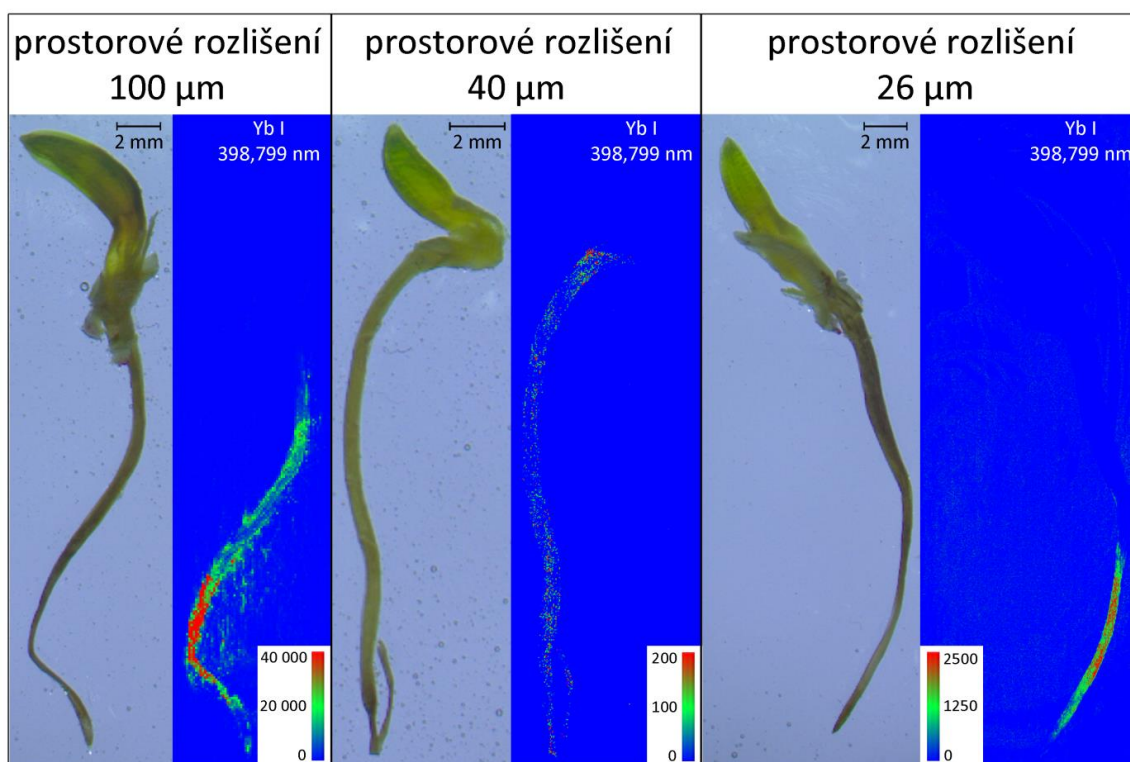 prostorové rozlišení
100 µm
2 mm
Yb I
398,799 nm
40 000
20 000
0
prostorové rozlišení
40 µm
2 mm
Yb I
398,799 nm
200
100
0
prostorové rozlišení
26 µm
2 mm
Yb I
398,799 nm
2500
1250
0